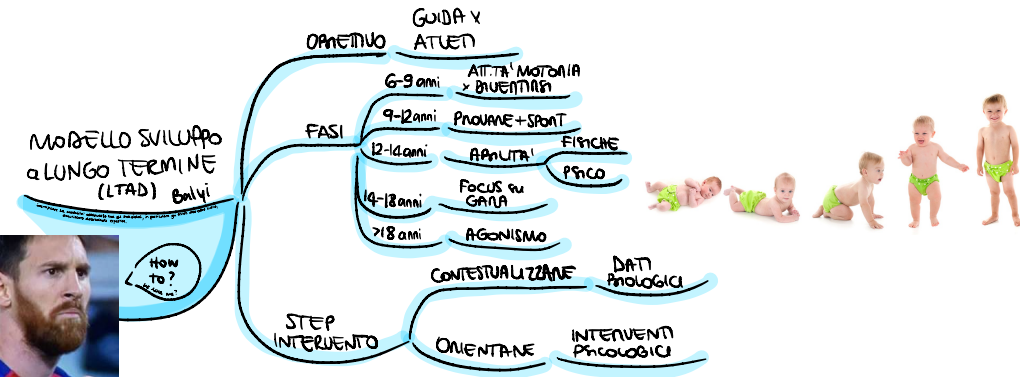 GUIDA x
ATLETI
OBIETTIVO
6-9 anni
ATT.TA' MOTORIA
x DIVERTIRSI
9-12 anni
PROVARE + SPORT
FASI
12-14 anni
ABILITA'
FISICHE
PSICO
14-18 anni
FOCUS su
GARA
>18 anni
AGONISMO
MODELLO SVILUPPO
a LUNGO TERMINE
(LTAD)
Balyi
HOW
TO?
STEP
INTERVENTO
CONTESTUALIZZARE
DATI
PSICOLOGICI
ORIENTARE
INTERVENTI
PSICOLOGICI